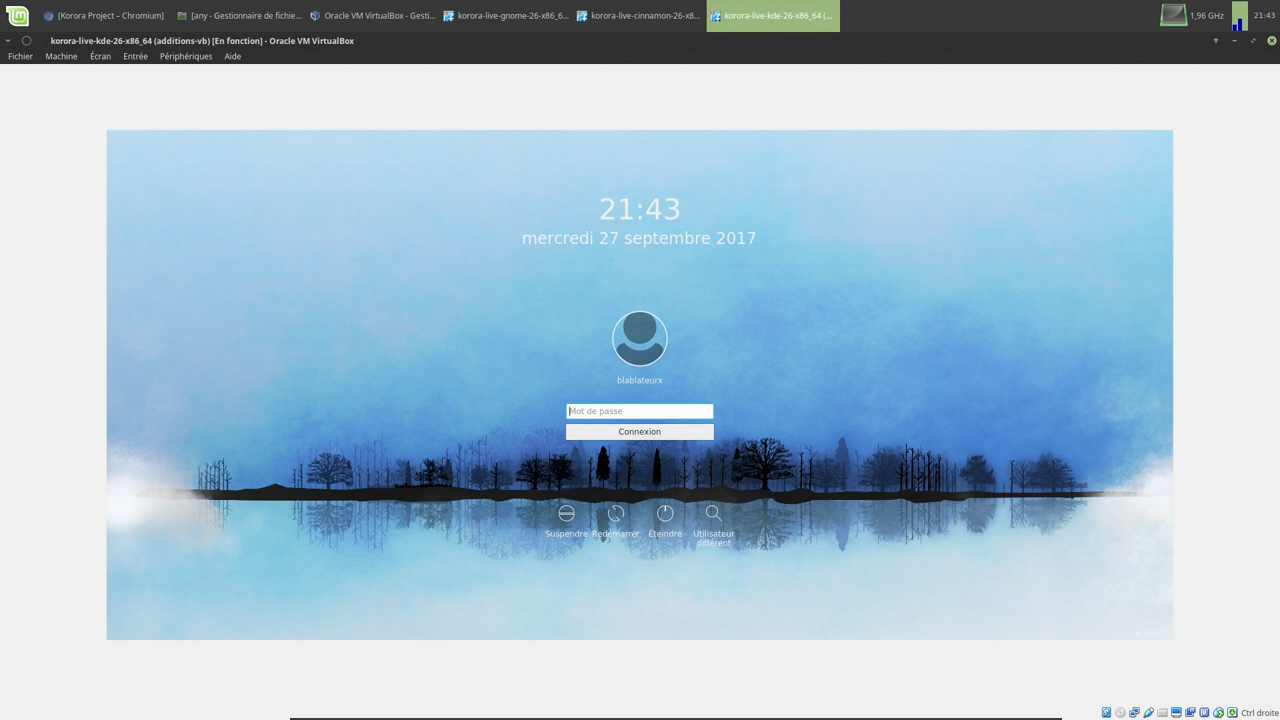 [Korora Project – Chromium]
[any - Gestionnaire de fichie...
Oracle VM VirtualBox - Gesti...
korora-live-gnome-26-x86_6...
korora-live-cinnamon-26-x8...
korora-live-kde-26-x86_64 (...
1,96 GHz
21:43
korora-live-kde-26-x86_64 (additions-vb) [En fonction] - Oracle VM VirtualBox
Fichier Machine Écran Entrée Périphériques Aide
21:43
mercredi 27 septembre 2017
blablateurx
Mot de passe
Connexion
Suspendre Redémarrer Éteindre Utilisateur
différent
Ctrl droite